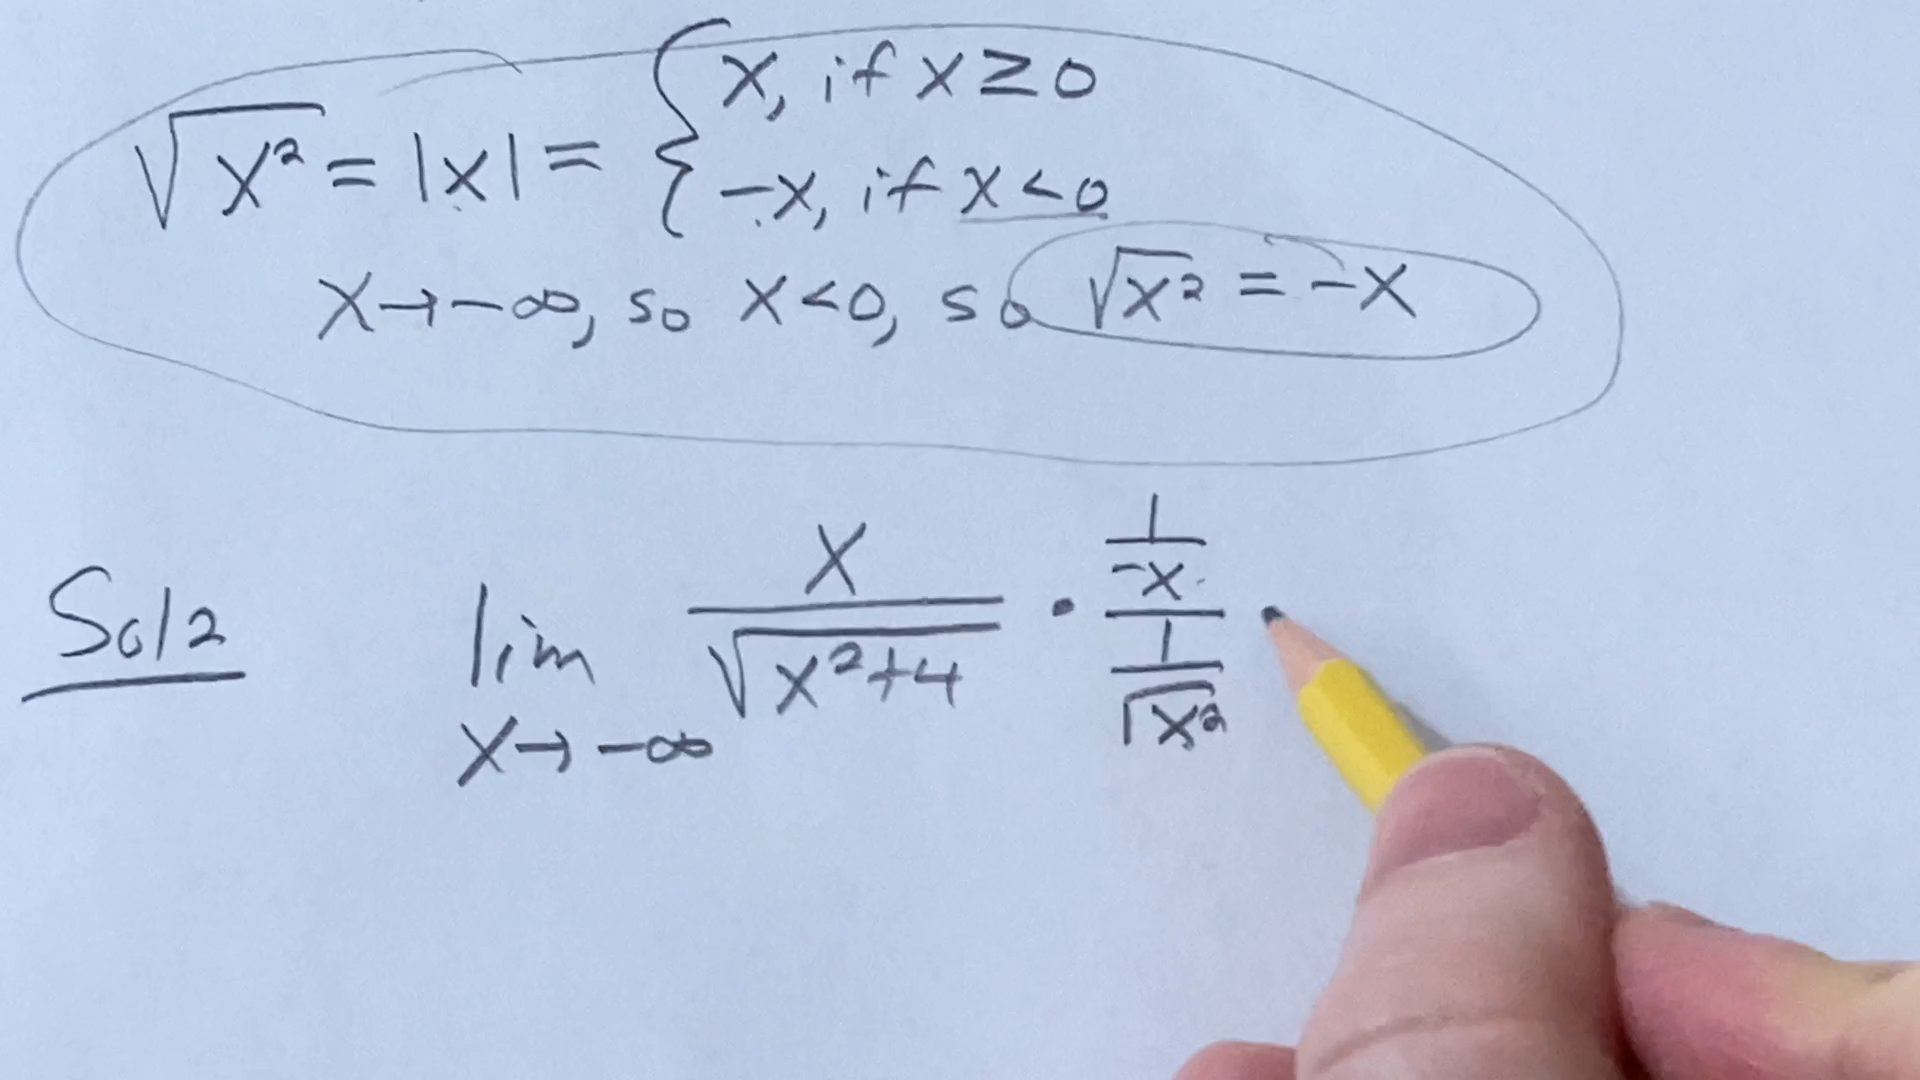 √x² = |x| = { x, if x ≥ 0
-x, if x < 0
x → -∞, so x < 0, so √x² = -x
Sol 2 lim x → -∞ x / √(x²+4) · (1/-x) / (1/√x²)